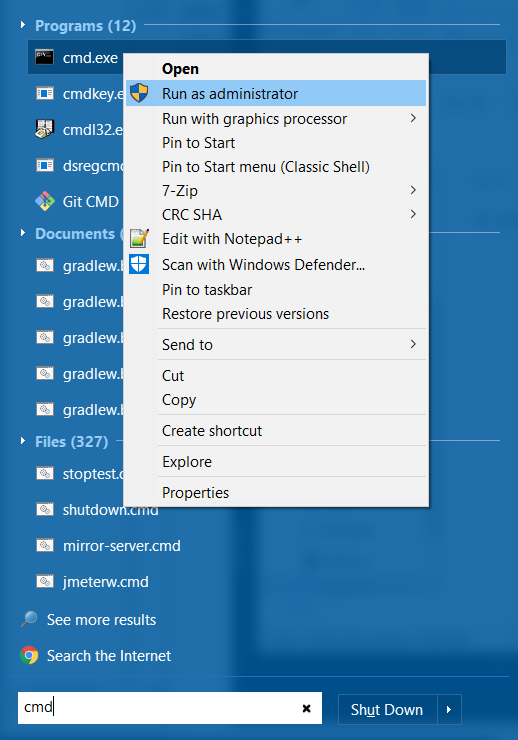 Programs (12)
cmd.exe
Open
Run as administrator
cmdkey.e
Run with graphics processor
cmdl32.e
Pin to Start
Pin to Start menu (Classic Shell)
dsregcmd
7-Zip
Git CMD
CRC SHA
Documents (
Edit with Notepad++
gradlew.b
Scan with Windows Defender...
Pin to taskbar
gradlew.b
Restore previous versions
gradlew.b
Send to
gradlew.b
Cut
Copy
gradlew.b
Create shortcut
Files (327)
Explore
stoptest.c
Properties
shutdown.cmd
mirror-server.cmd
jmeterw.cmd
See more results
Search the Internet
cmd
Shut Down